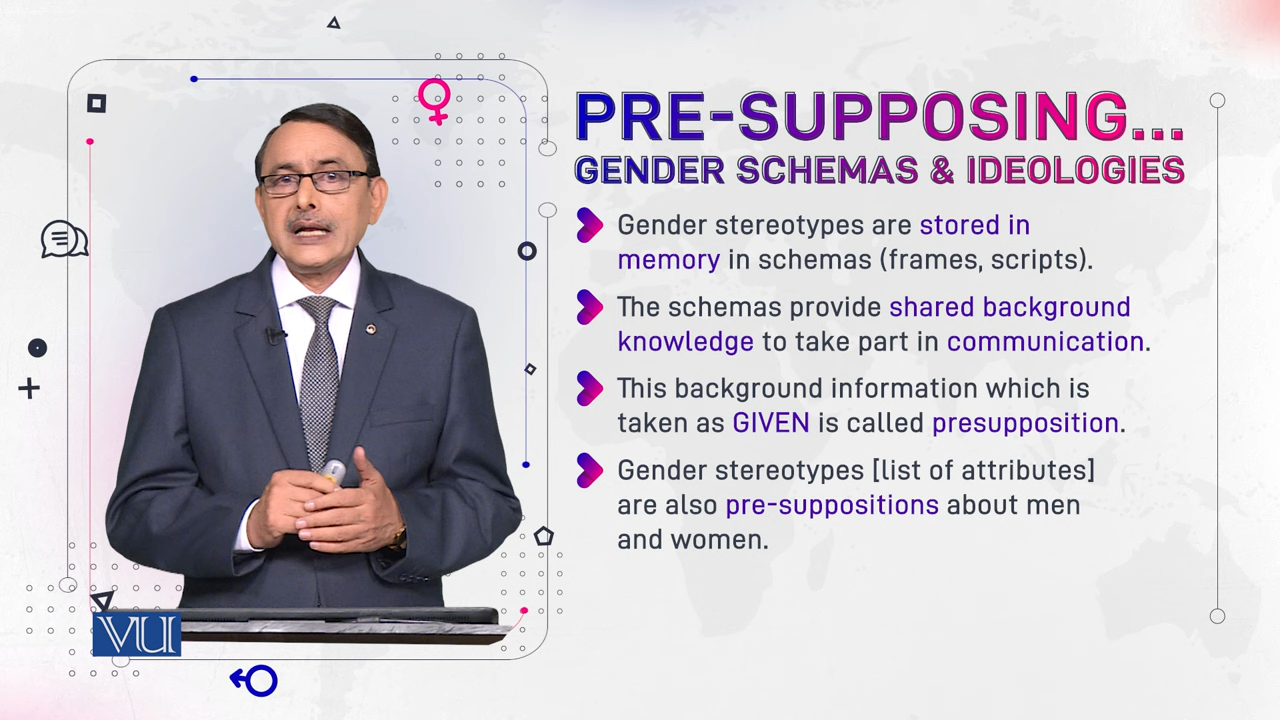 PRE-SUPPOSING...
GENDER SCHEMAS & IDEOLOGIES
Gender stereotypes are stored in
memory in schemas (frames, scripts).
The schemas provide shared background
knowledge to take part in communication.
This background information which is
taken as GIVEN is called presupposition.
Gender stereotypes [list of attributes]
are also pre-suppositions about men
and women.
VU